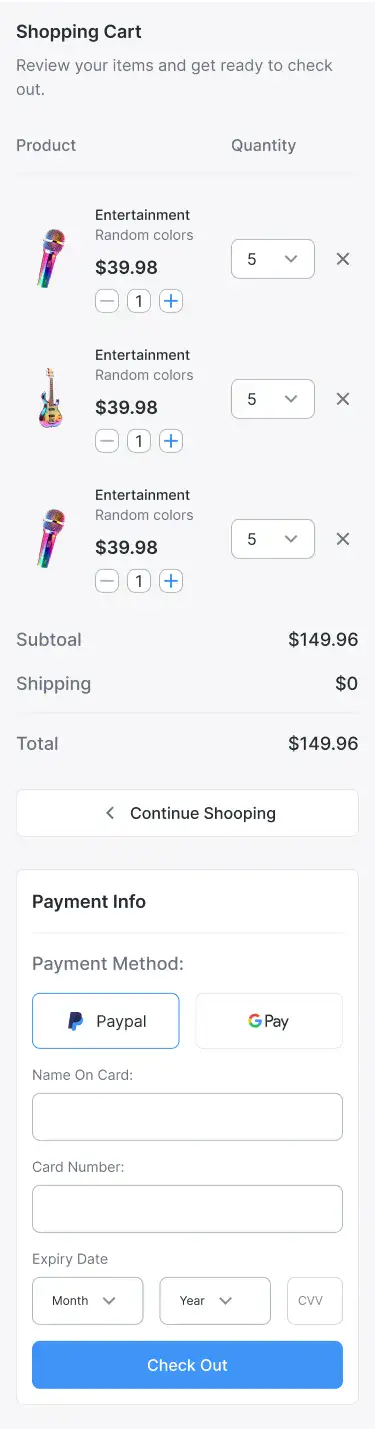 Shopping Cart
Review your items and get ready to check
out.
Product Quantity
Entertainment
Random colors
$39.98
1
5
Entertainment
Random colors
$39.98
1
5
Entertainment
Random colors
$39.98
1
5
Subtoal $149.96
Shipping $0
Total $149.96
Continue Shooping
Payment Info
Payment Method:
Paypal
G Pay
Name On Card:
Card Number:
Expiry Date
Month Year CVV
Check Out